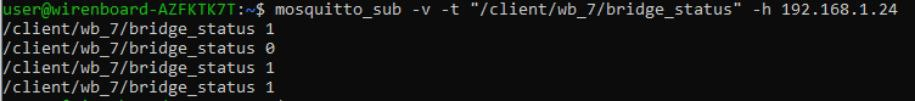 user@wirenboard-AZFKTK7T:~$ mosquitto_sub -v -t "/client/wb_7/bridge_status" -h 192.168.1.24
/client/wb_7/bridge_status 1
/client/wb_7/bridge_status 0
/client/wb_7/bridge_status 1
/client/wb_7/bridge_status 1